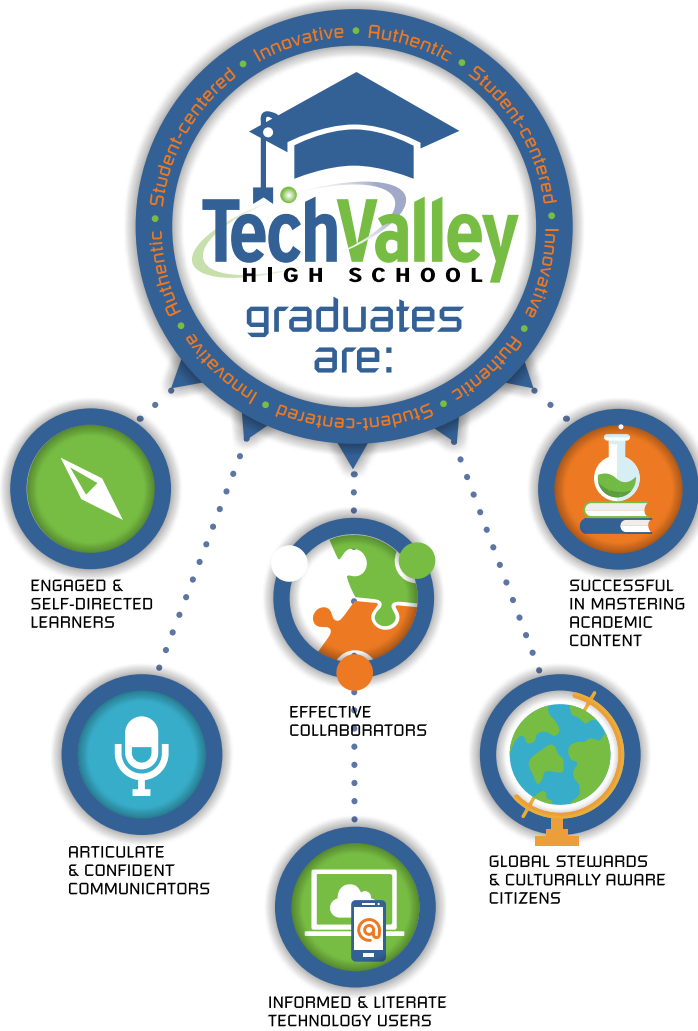 Innovative • Authentic • Student-centered • Innovative • Authentic • Student-centered • Innovative • Authentic • Student-centered •
TechValley
HIGH SCHOOL
graduates
are:
ENGAGED &
SELF-DIRECTED
LEARNERS
SUCCESSFUL
IN MASTERING
ACADEMIC
CONTENT
EFFECTIVE
COLLABORATORS
ARTICULATE
& CONFIDENT
COMMUNICATORS
GLOBAL STEWARDS
& CULTURALLY AWARE
CITIZENS
@
INFORMED & LITERATE
TECHNOLOGY USERS